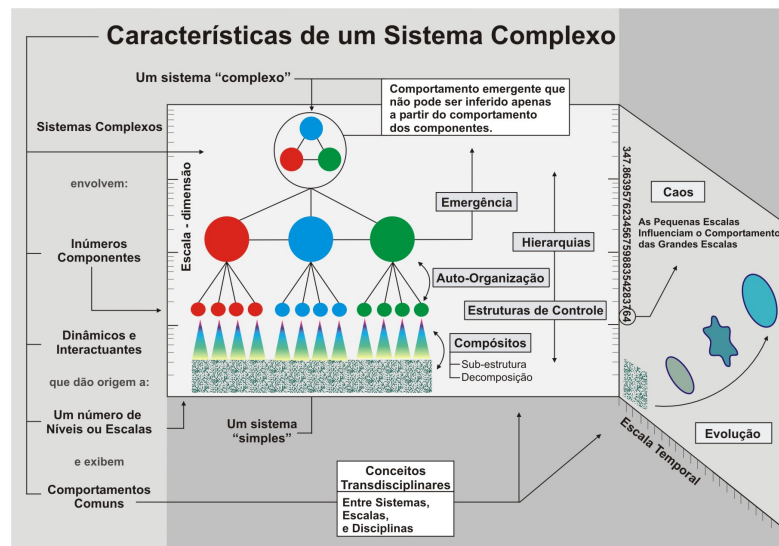 Características de um Sistema Complexo
Um sistema “complexo”
Comportamento emergente que
não pode ser inferido apenas
a partir do comportamento
dos componentes.
Sistemas Complexos
envolvem:
Inúmeros
Componentes
Dinâmicos e
Interactuantes
que dão origem a:
Um número de
Níveis ou Escalas
e exibem
Comportamentos
Comuns
Escala - dimensão
Emergência
Hierarquias
Auto-Organização
Estruturas de Controle
Compósitos
Sub-estrutura
Decomposição
Um sistema
“simples”
Conceitos
Transdisciplinares
Entre Sistemas,
Escalas,
e Disciplinas
347.8639576234567598835428376４
Caos
As Pequenas Escalas
Influenciam o Comportamento
das Grandes Escalas
Evolução
Escala Temporal